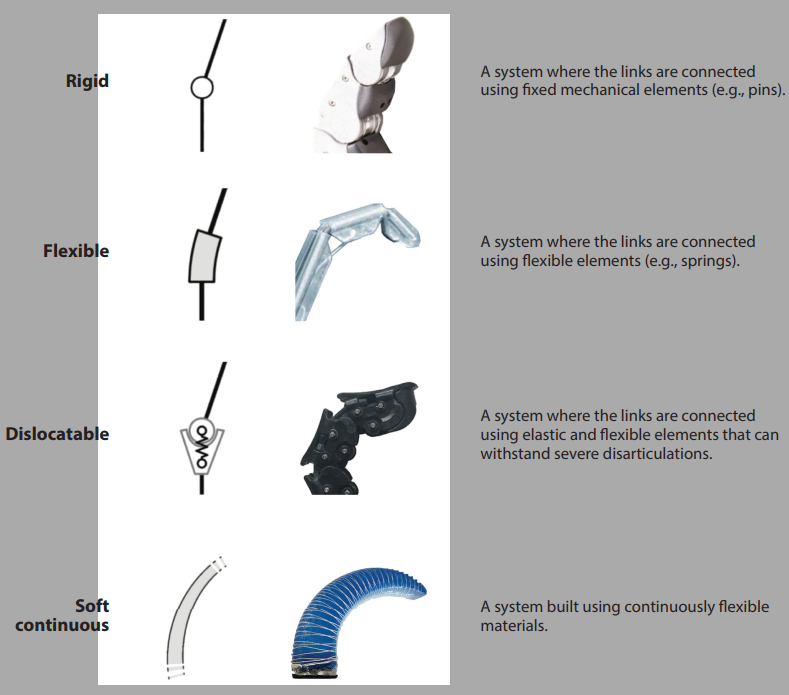 Rigid
A system where the links are connected
using fixed mechanical elements (e.g., pins).
Flexible
A system where the links are connected
using flexible elements (e.g., springs).
Dislocatable
A system where the links are connected
using elastic and flexible elements that can
withstand severe disarticulations.
Soft
continuous
A system built using continuously flexible
materials.